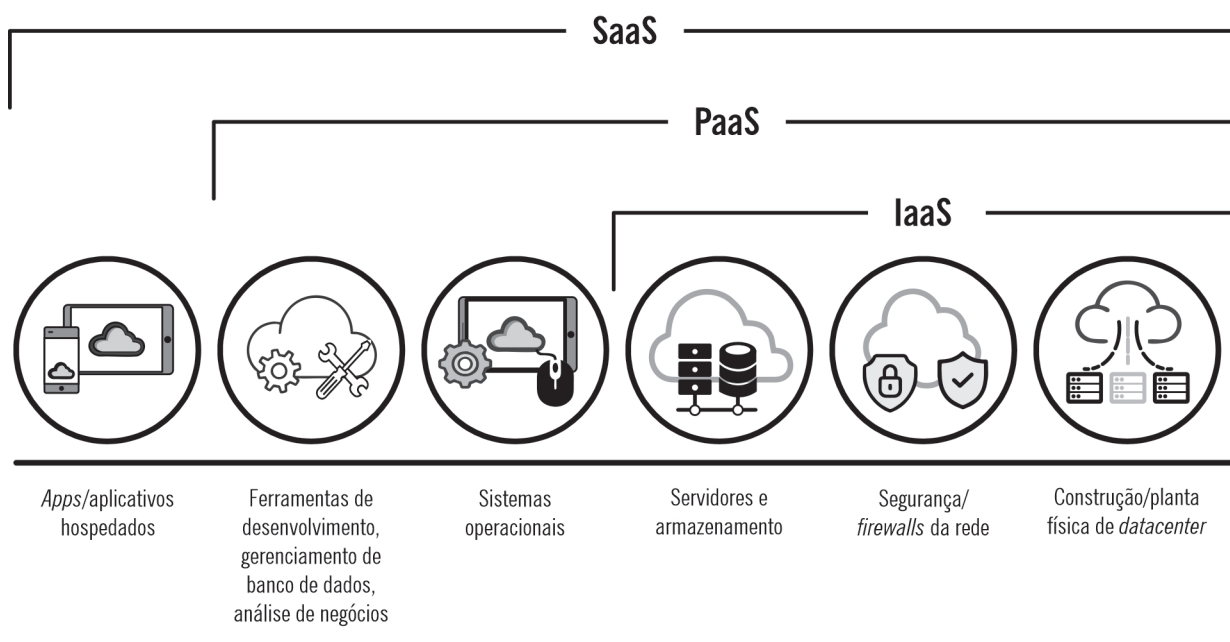 SaaS
PaaS
IaaS
Apps/aplicativos
hospedados
Ferramentas de
desenvolvimento,
gerenciamento de
banco de dados,
análise de negócios
Sistemas
operacionais
Servidores e
armazenamento
Segurança/
firewalls da rede
Construção/planta
física de datacenter